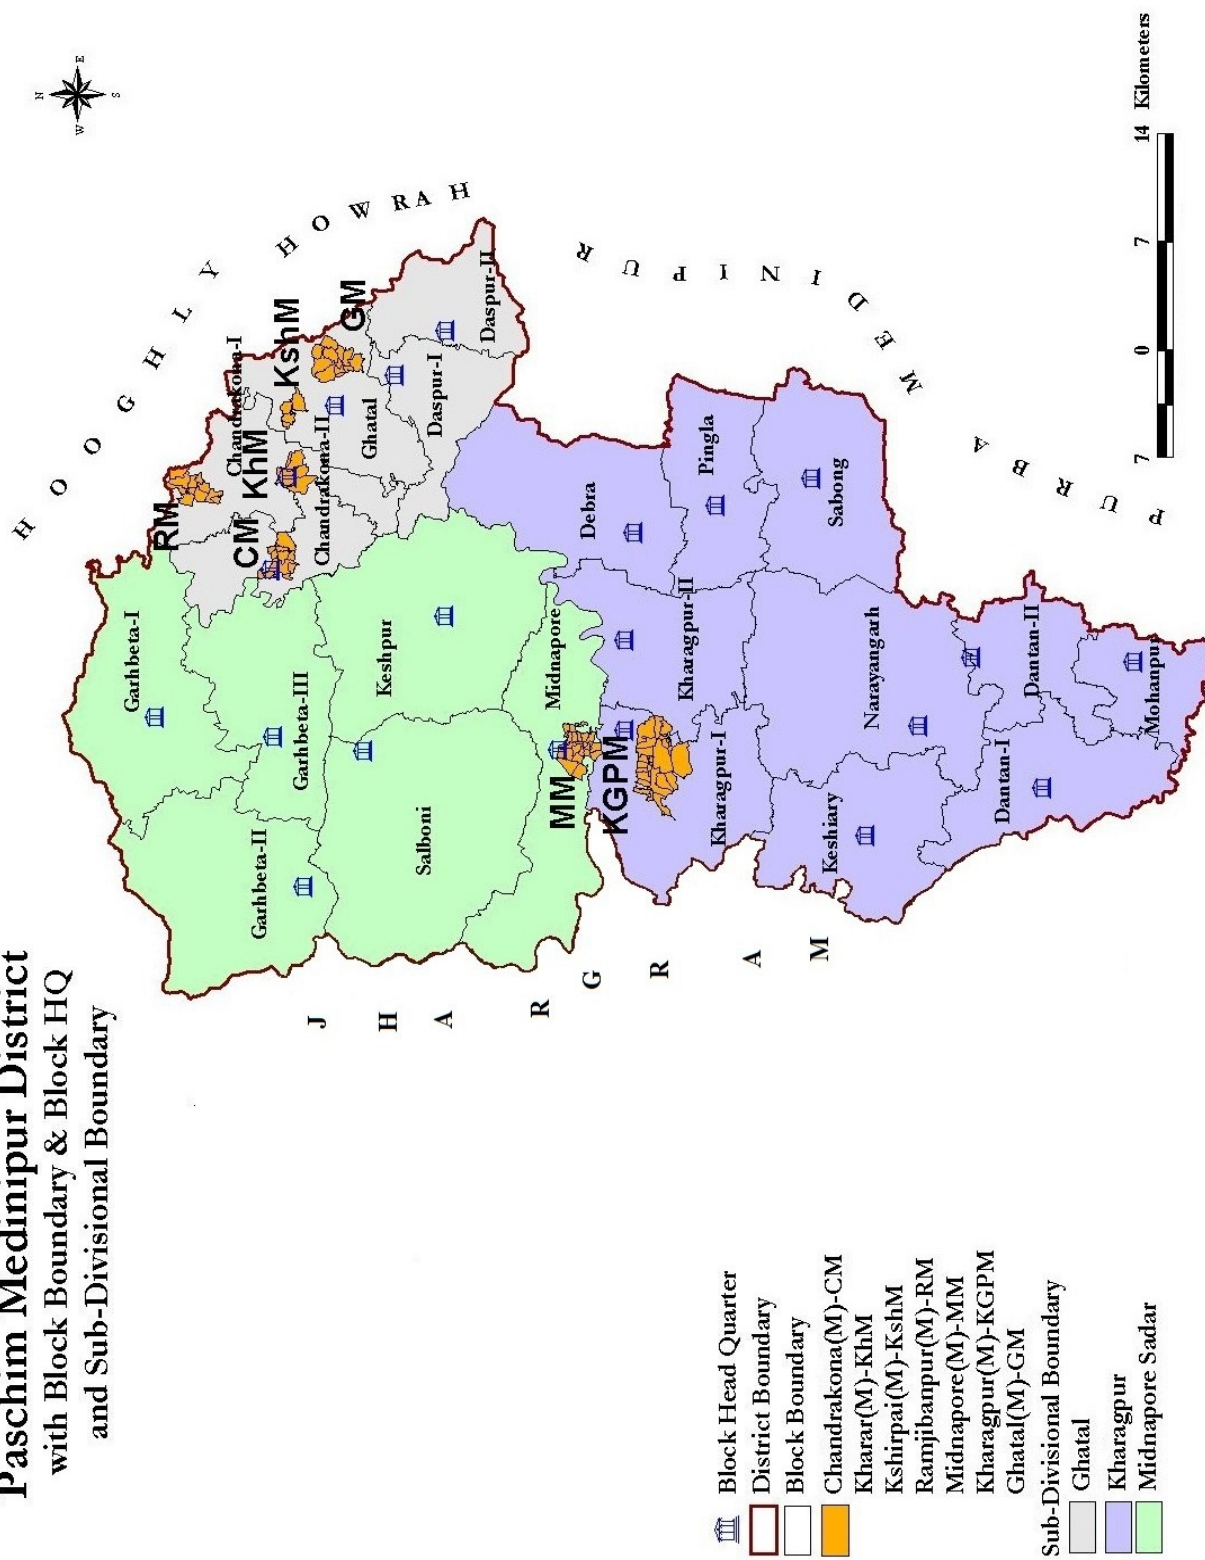 Paschim Medinipur District
with Block Boundary & Block HQ
and Sub-Divisional Boundary
N
E
S
W
HOOGHLY
HOWRAH
PURBA MEDINIPUR
JHARGRAM
RM
CM
KhM
KshM
GM
MM
KGPM
Garhbeta-I
Garhbeta-II
Garhbeta-III
Chandrakona-I
Chandrakona-II
Ghatal
Daspur-I
Daspur-II
Keshpur
Salboni
Midnapore
Debra
Pingla
Sabong
Kharagpur-II
Kharagpur-I
Narayangarh
Keshiary
Dantan-I
Dantan-II
Mohanpur
Block Head Quarter
District Boundary
Block Boundary
Chandrakona(M)-CM
Kharar(M)-KhM
Kshirpai(M)-KshM
Ramjibanpur(M)-RM
Midnapore(M)-MM
Kharagpur(M)-KGPM
Ghatal(M)-GM
Sub-Divisional Boundary
Ghatal
Kharagpur
Midnapore Sadar
7 0 7 14 Kilometers